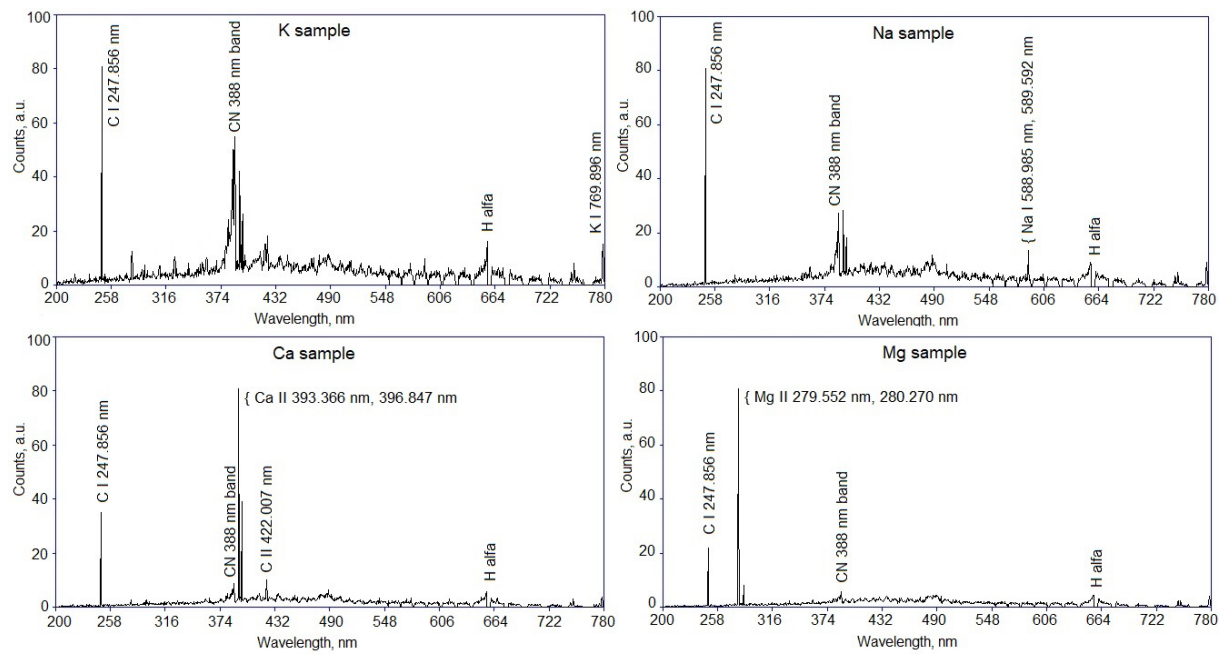 K sample
100
80
60
40
20
0
Counts, a.u.
C I 247.856 nm
CN 388 nm band
H alfa
K I 769.896 nm
200 258 316 374 432 490 548 606 664 722 780
Wavelength, nm
Na sample
100
80
60
40
20
0
Counts, a.u.
C I 247.856 nm
CN 388 nm band
{ Na I 588.985 nm, 589.592 nm
H alfa
200 258 316 374 432 490 548 606 664 722 780
Wavelength, nm
Ca sample
100
80
60
40
20
0
Counts, a.u.
C I 247.856 nm
CN 388 nm band
{ Ca II 393.366 nm, 396.847 nm
C II 422.007 nm
H alfa
200 258 316 374 432 490 548 606 664 722 780
Wavelength, nm
Mg sample
100
80
60
40
20
0
Counts, a.u.
C I 247.856 nm
{ Mg II 279.552 nm, 280.270 nm
CN 388 nm band
H alfa
200 258 316 374 432 490 548 606 664 722 780
Wavelength, nm